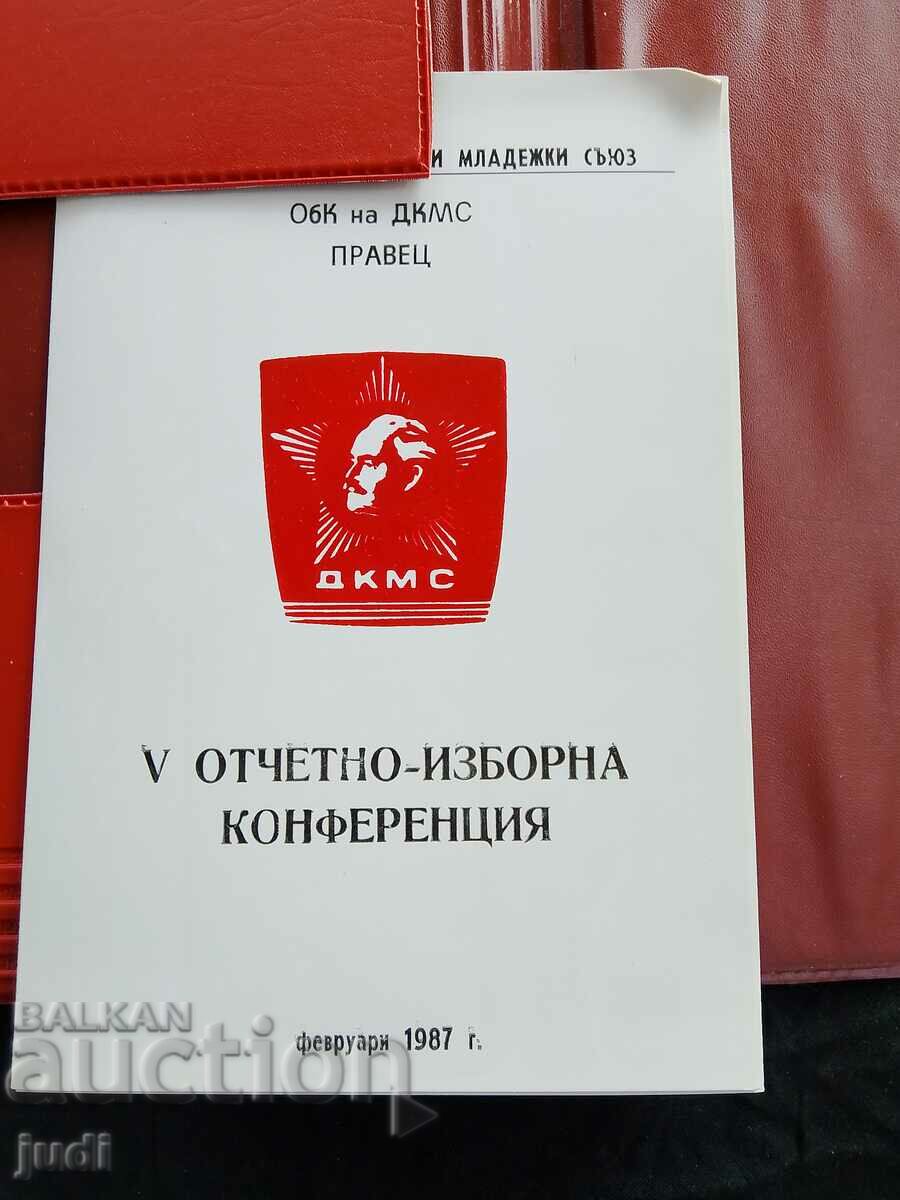 И МЛАДЕЖКИ СЪЮЗ
ОбК на ДКМС
ПРАВЕЦ
ДКМС
V ОТЧЕТНО-ИЗБОРНА
КОНФЕРЕНЦИЯ
февруари 1987 г.
BALKAN
auction
judi